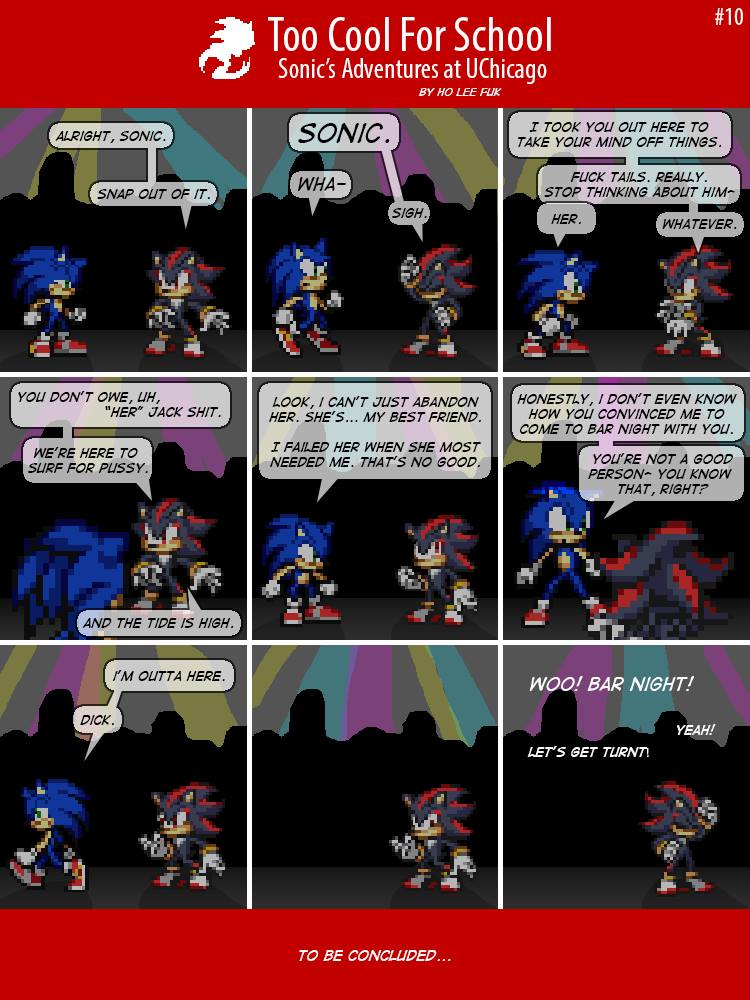 #10
Too Cool For School
Sonic's Adventures at UChicago
BY HO LEE FUK
ALRIGHT, SONIC.
SNAP OUT OF IT.
SONIC.
WHA-
SIGH.
I TOOK YOU OUT HERE TO
TAKE YOUR MIND OFF THINGS.
FUCK TAILS. REALLY.
STOP THINKING ABOUT HIM~
HER.
WHATEVER.
YOU DON'T OWE, UH,
"HER" JACK SHIT.
WE'RE HERE TO
SURF FOR PUSSY.
AND THE TIDE IS HIGH.
LOOK, I CAN'T JUST ABANDON
HER. SHE'S... MY BEST FRIEND.
I FAILED HER WHEN SHE MOST
NEEDED ME. THAT'S NO GOOD.
HONESTLY, I DON'T EVEN KNOW
HOW YOU CONVINCED ME TO
COME TO BAR NIGHT WITH YOU.
YOU'RE NOT A GOOD
PERSON~ YOU KNOW
THAT, RIGHT?
I'M OUTTA HERE.
DICK.
WOO! BAR NIGHT!
YEAH!
LET'S GET TURNT!
TO BE CONCLUDED...